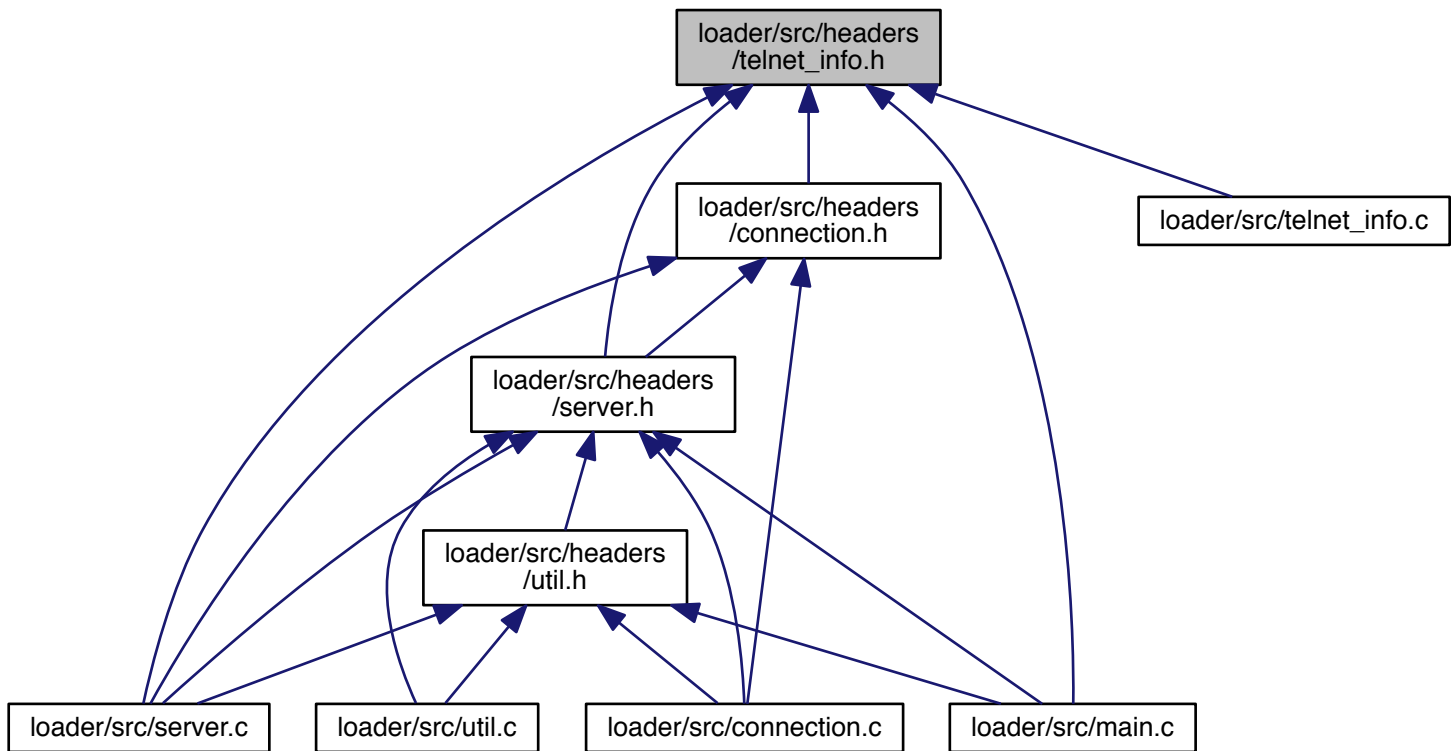 loader/src/headers
/telnet_info.h
loader/src/headers
/connection.h
loader/src/telnet_info.c
loader/src/headers
/server.h
loader/src/headers
/util.h
loader/src/server.c
loader/src/util.c
loader/src/connection.c
loader/src/main.c